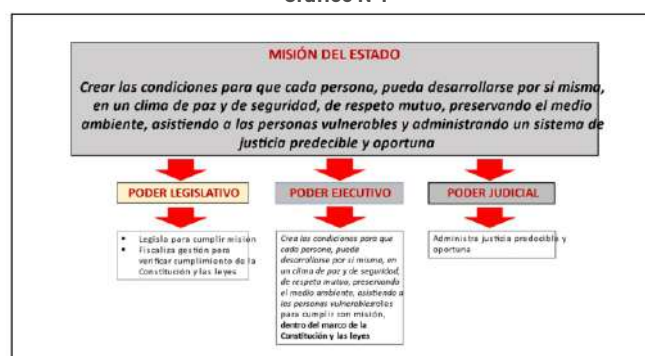 MISIÓN DEL ESTADO
Crear las condiciones para que cada persona, pueda desarrollarse por si misma,
en un clima de paz y de seguridad, de respeto mutuo, preservando el medio
ambiente, asistiendo a las personas vulnerables y administrando un sistema de
justicia predecible y oportuna
PODER LEGISLATIVO
PODER EJECUTIVO
PODER JUDICIAL
• Legisla para cumplir misión
• Fiscaliza gestión para
verificar cumplimiento de la
Constitución y las leyes
Crea las condiciones para que
cada persona, pueda
desarrollarse por si misma, en
un clima de paz y de seguridad,
de respeto mutuo, preservando
el medio ambiente, asistiendo a
las personas vulnerables
para cumplir con misión,
dentro del marco de la
Constitución y las leyes
Administra justicia predecible y
oportuna